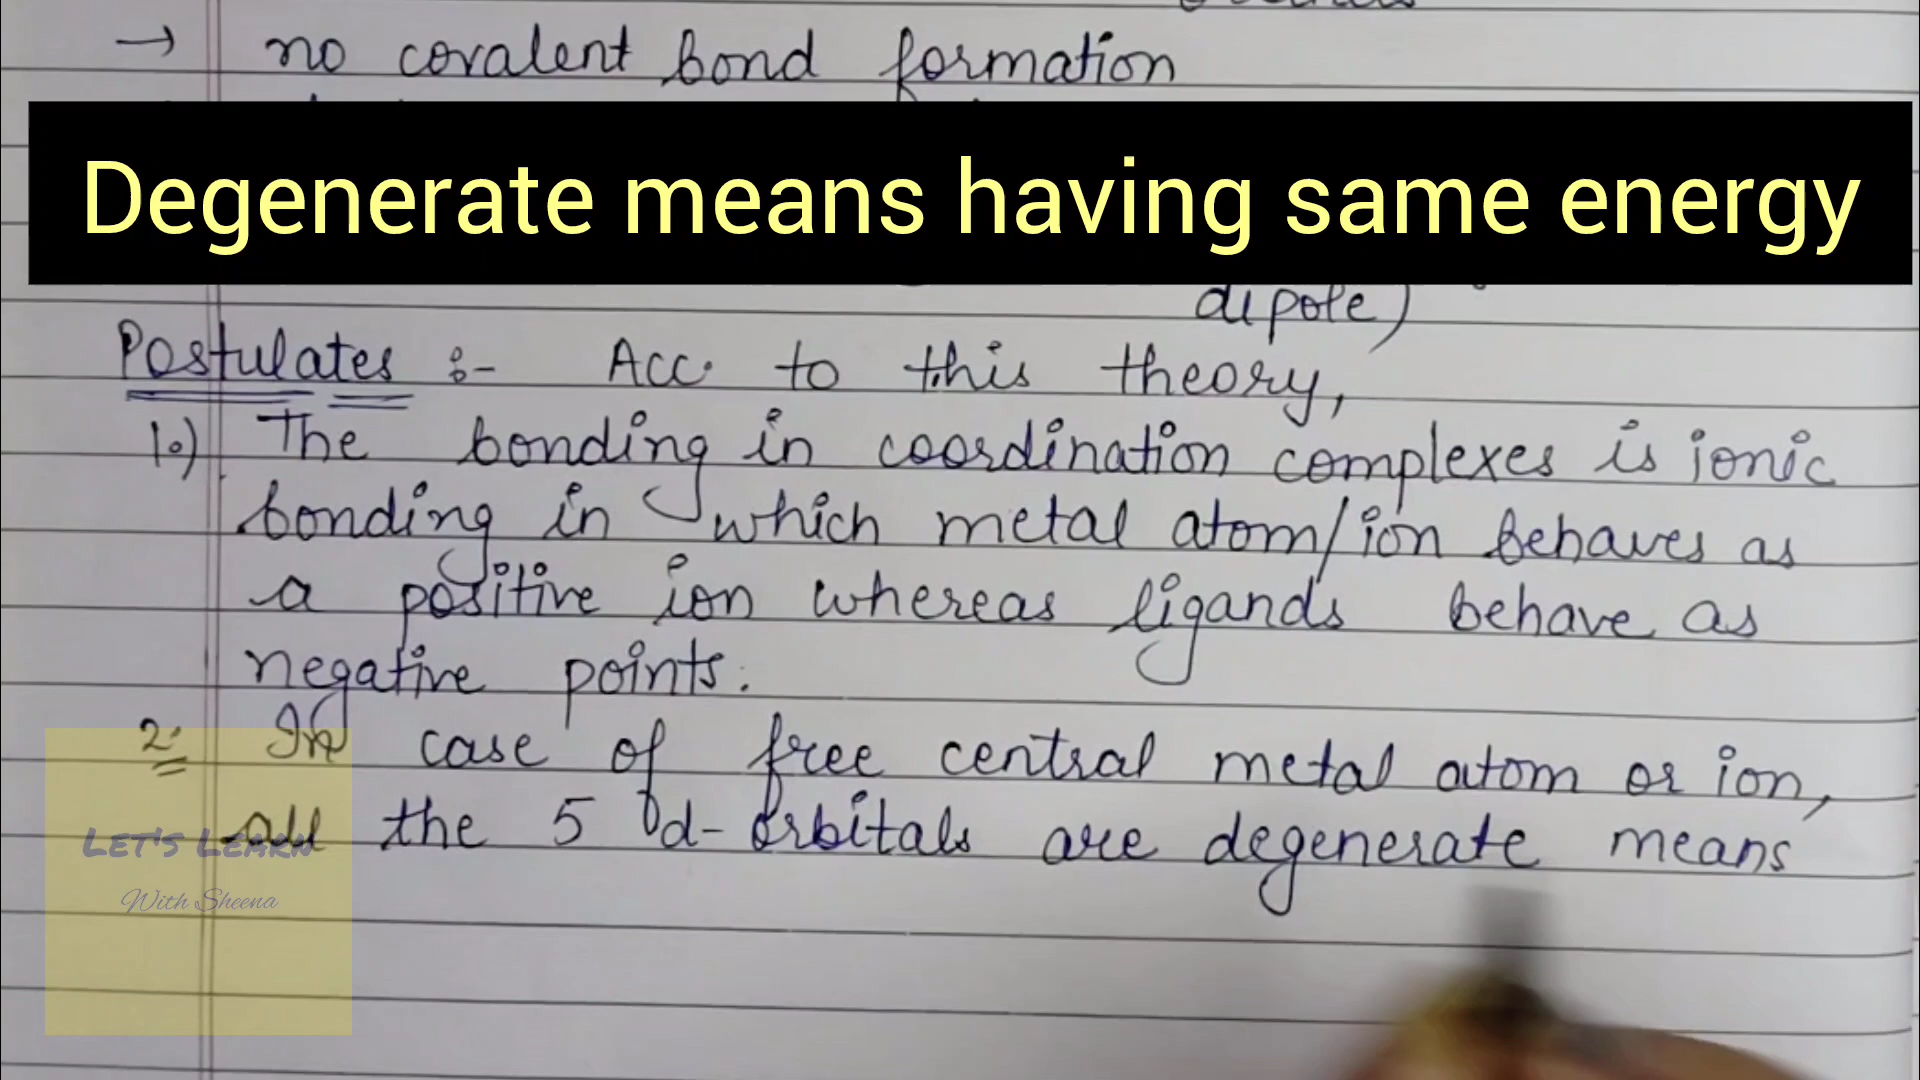 → no covalent bond formation
Degenerate means having same energy
dipole)
Postulates :- Acc. to this theory,
1.) The bonding in coordination complexes is ionic
bonding in which metal atom/ion behaves as
a positive ion whereas ligands behave as
negative points.
2. In case of free central metal atom or ion,
all the 5 d-orbitals are degenerate means
LET'S LEARN
With Sheena